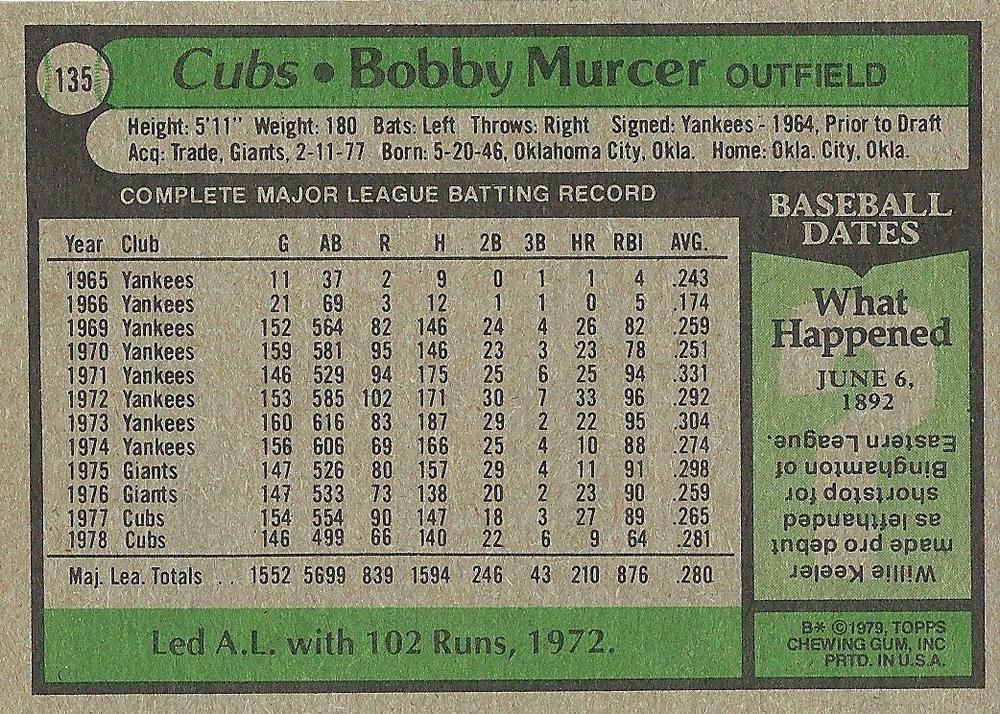 135
Cubs • Bobby Murcer OUTFIELD
Height: 5'11" Weight: 180 Bats: Left Throws: Right Signed: Yankees - 1964, Prior to Draft
Acq: Trade, Giants, 2-11-77 Born: 5-20-46, Oklahoma City, Okla. Home: Okla. City, Okla.
COMPLETE MAJOR LEAGUE BATTING RECORD
Year Club G AB R H 2B 3B HR RBI AVG.
1965 Yankees 11 37 2 9 0 1 1 4 .243
1966 Yankees 21 69 3 12 1 1 0 5 .174
1969 Yankees 152 564 82 146 24 4 26 82 .259
1970 Yankees 159 581 95 146 23 3 23 78 .251
1971 Yankees 146 529 94 175 25 6 25 94 .331
1972 Yankees 153 585 102 171 30 7 33 96 .292
1973 Yankees 160 616 83 187 29 2 22 95 .304
1974 Yankees 156 606 69 166 25 4 10 88 .274
1975 Giants 147 526 80 157 29 4 11 91 .298
1976 Giants 147 533 73 138 20 2 23 90 .259
1977 Cubs 154 554 90 147 18 3 27 89 .265
1978 Cubs 146 499 66 140 22 6 9 64 .281
Maj. Lea. Totals . . 1552 5699 839 1594 246 43 210 876 .280
Led A.L. with 102 Runs, 1972.
BASEBALL
DATES
What
Happened
JUNE 6,
1892
Willie Keeler
made pro debut
as lefthanded
shortstop for
Binghamton of
Eastern League.
B* ©1979, TOPPS
CHEWING GUM, INC
PRTD. IN U.S.A.